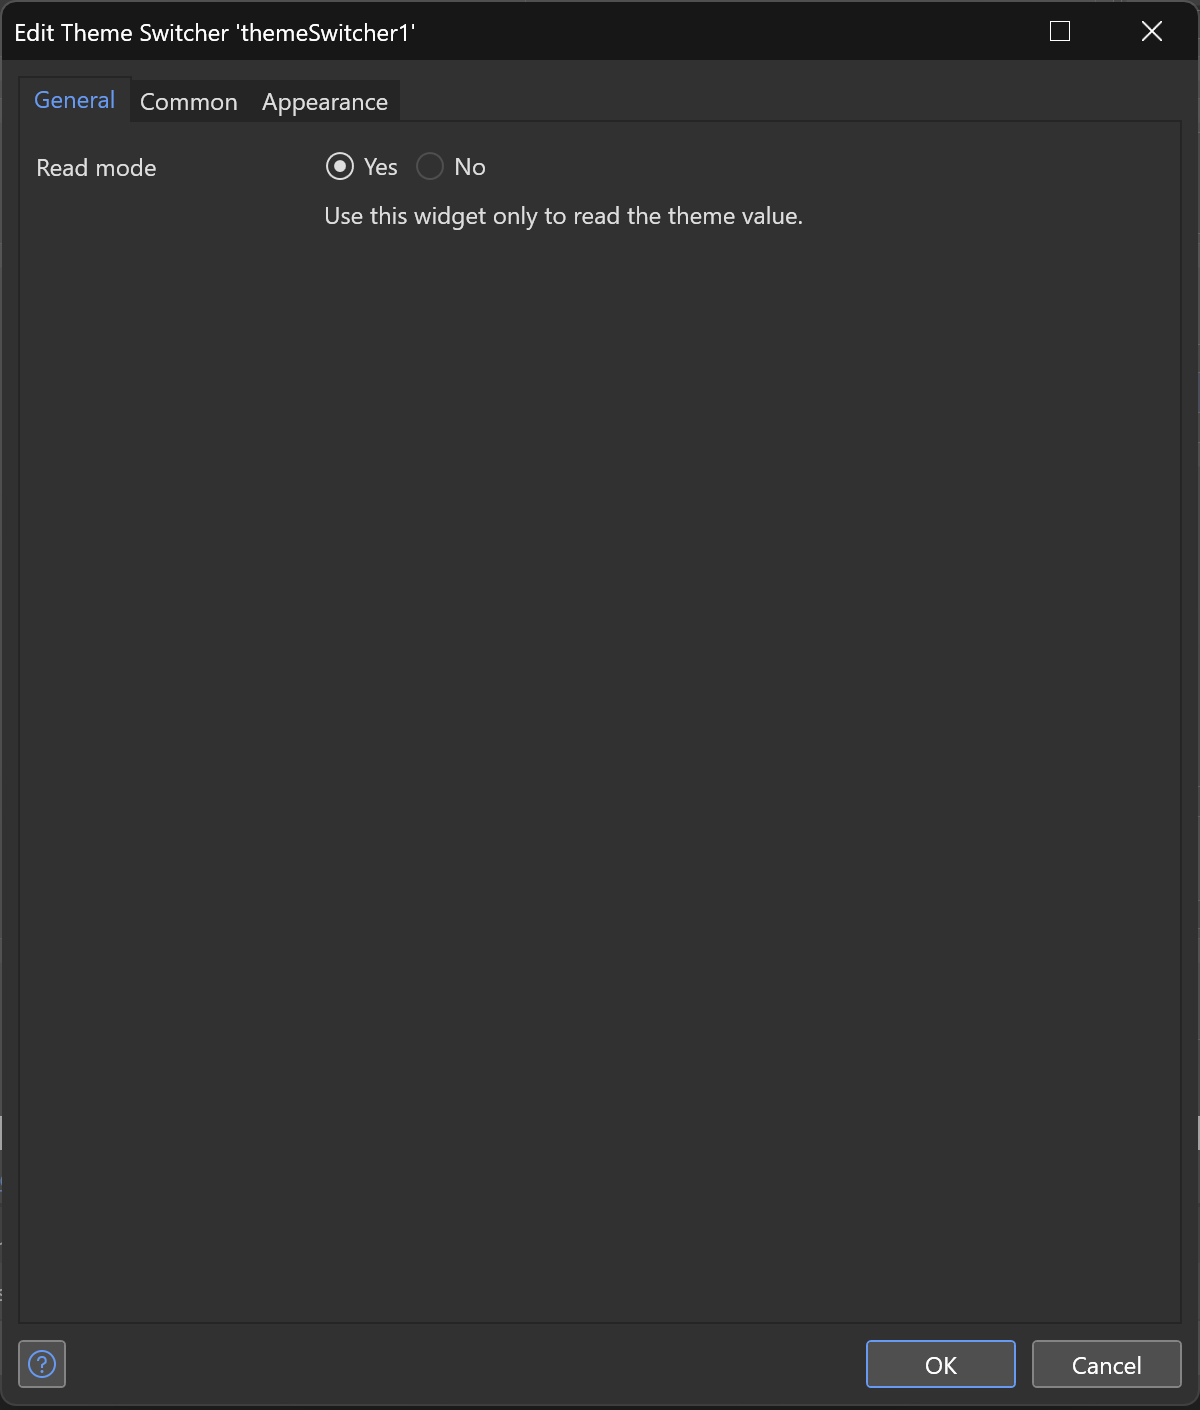 Edit Theme Switcher 'themeSwitcher1'
General Common Appearance
Read mode Yes No
Use this widget only to read the theme value.
? OK Cancel